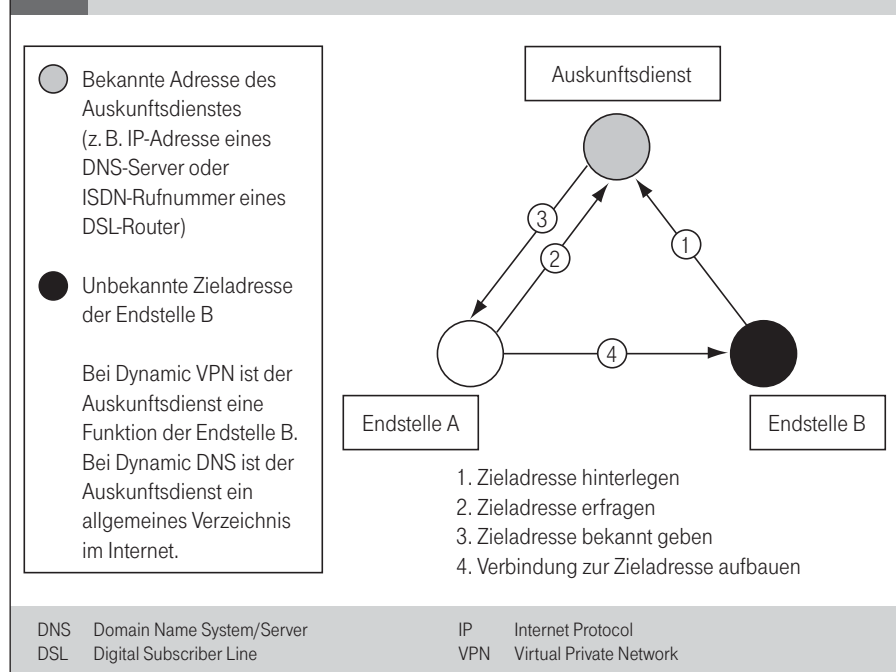 Bekannte Adresse des
Auskunftsdienstes
(z. B. IP-Adresse eines
DNS-Server oder
ISDN-Rufnummer eines
DSL-Router)
Unbekannte Zieladresse
der Endstelle B
Bei Dynamic VPN ist der
Auskunftsdienst eine
Funktion der Endstelle B.
Bei Dynamic DNS ist der
Auskunftsdienst ein
allgemeines Verzeichnis
im Internet.
Auskunftsdienst
3
2
1
4
Endstelle A
Endstelle B
1. Zieladresse hinterlegen
2. Zieladresse erfragen
3. Zieladresse bekannt geben
4. Verbindung zur Zieladresse aufbauen
DNS Domain Name System/Server
DSL Digital Subscriber Line
IP Internet Protocol
VPN Virtual Private Network